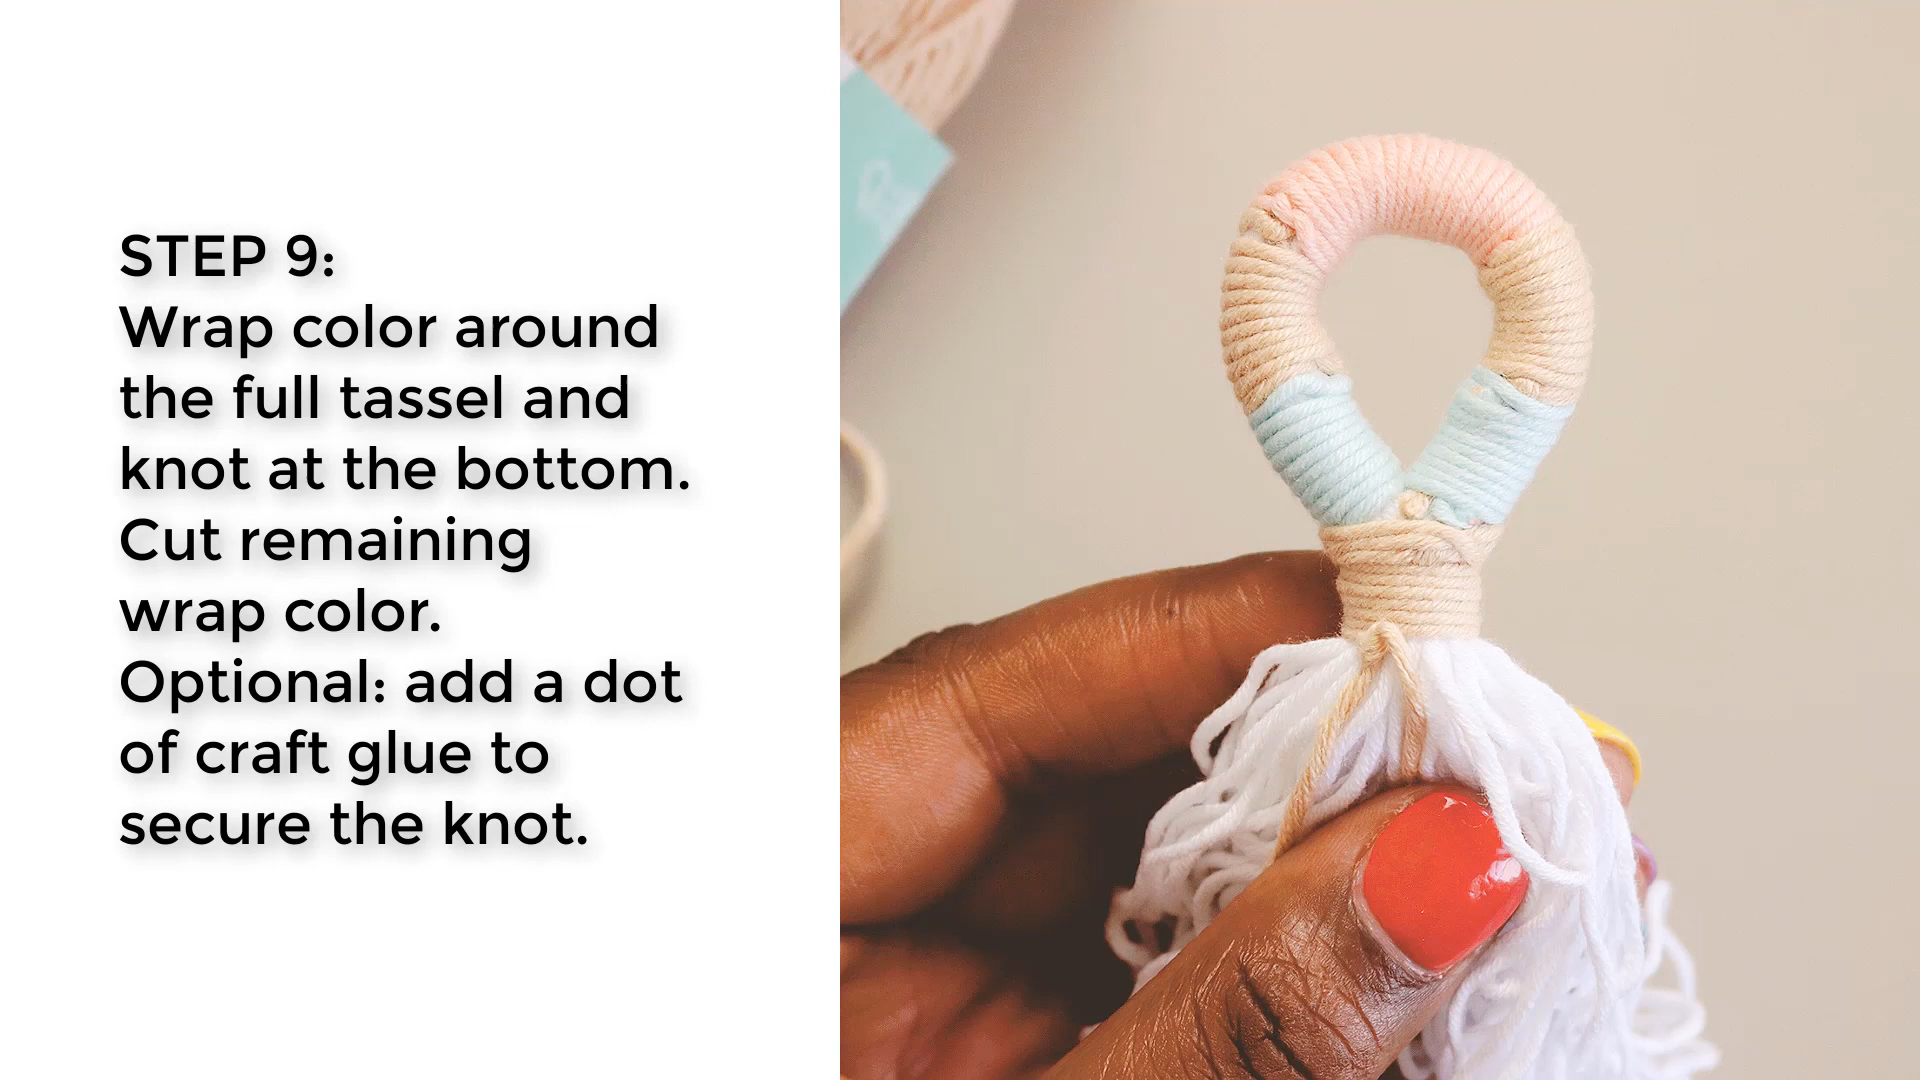 STEP 9:
Wrap color around
the full tassel and
knot at the bottom.
Cut remaining
wrap color.
Optional: add a dot
of craft glue to
secure the knot.